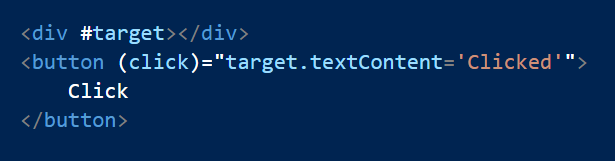 <div #target></div>
<button (click)="target.textContent='Clicked'">
    Click
</button>